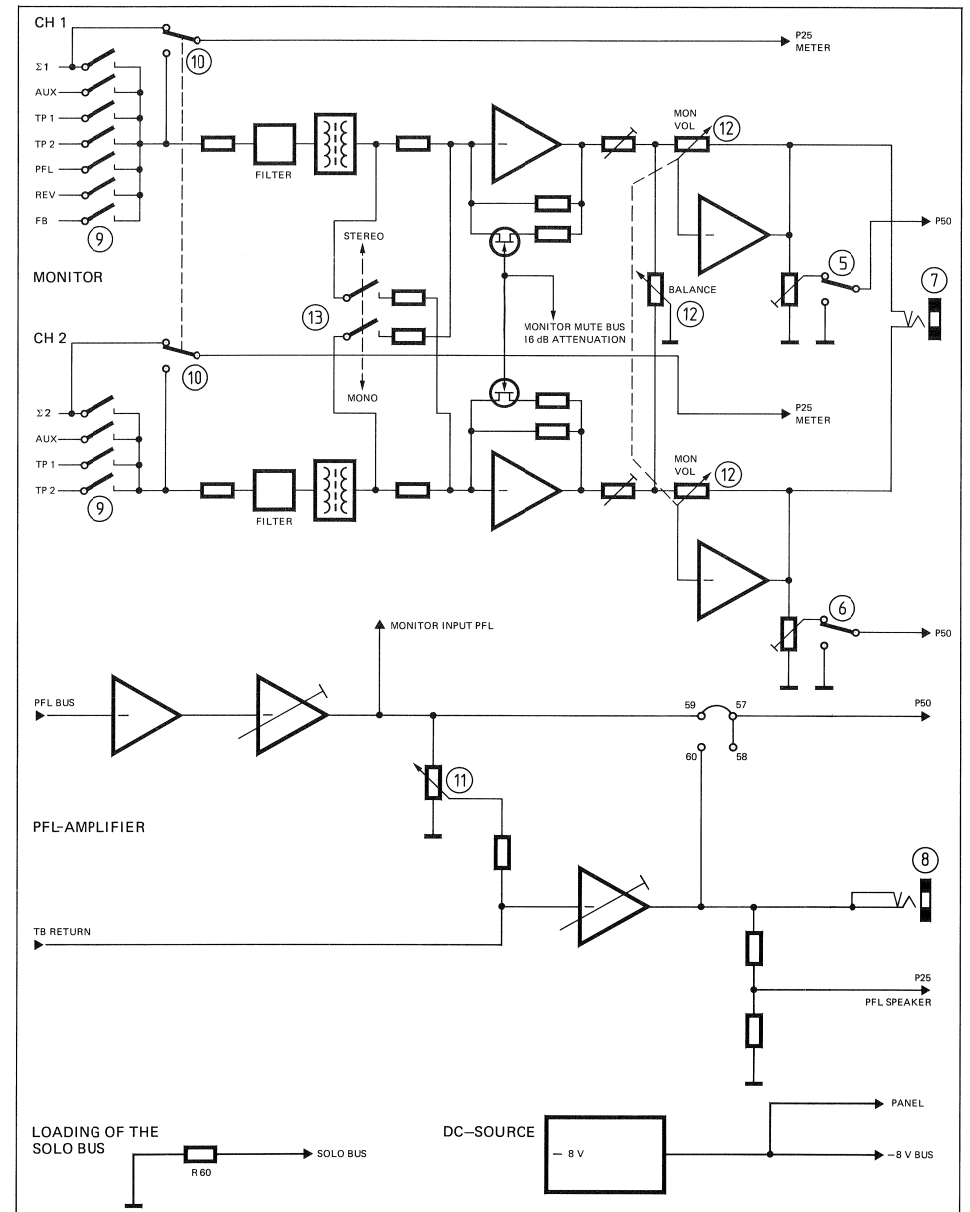 CH 1
10
P25
METER
Σ1
AUX
TP 1
TP 2
PFL
REV
FB
9
FILTER
MON
VOL
12
P50
STEREO
5
7
MONITOR
13
BALANCE
12
MONITOR MUTE BUS
16 dB ATTENUATION
CH 2
10
MONO
P25
METER
Σ2
AUX
TP 1
TP 2
9
FILTER
MON
VOL
12
6
P50
MONITOR INPUT PFL
PFL BUS
59
57
P50
60
58
11
PFL-AMPLIFIER
8
TB RETURN
P25
PFL SPEAKER
PANEL
LOADING OF THE
SOLO BUS
SOLO BUS
R 60
DC-SOURCE
- 8 V
-8 V BUS